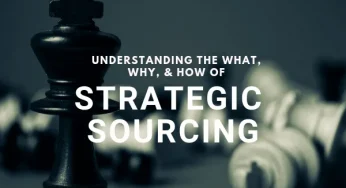 UNDERSTANDING THE WHAT,
WHY, & HOW OF
STRATEGIC
SOURCING